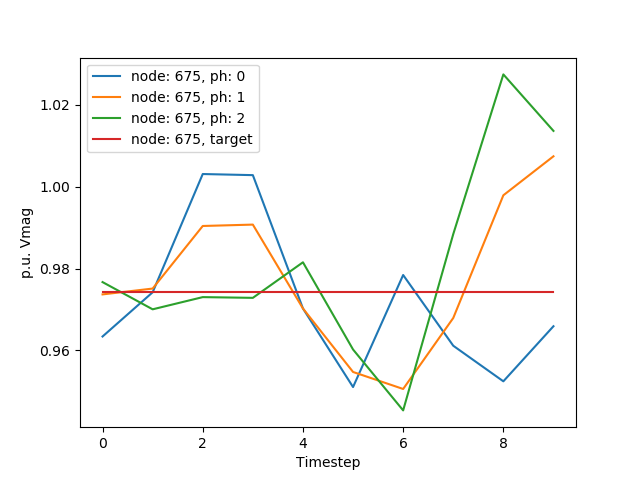 node: 675, ph: 0
node: 675, ph: 1
node: 675, ph: 2
node: 675, target
1.02
1.00
0.98
0.96
p.u. Vmag
0 2 4 6 8
Timestep